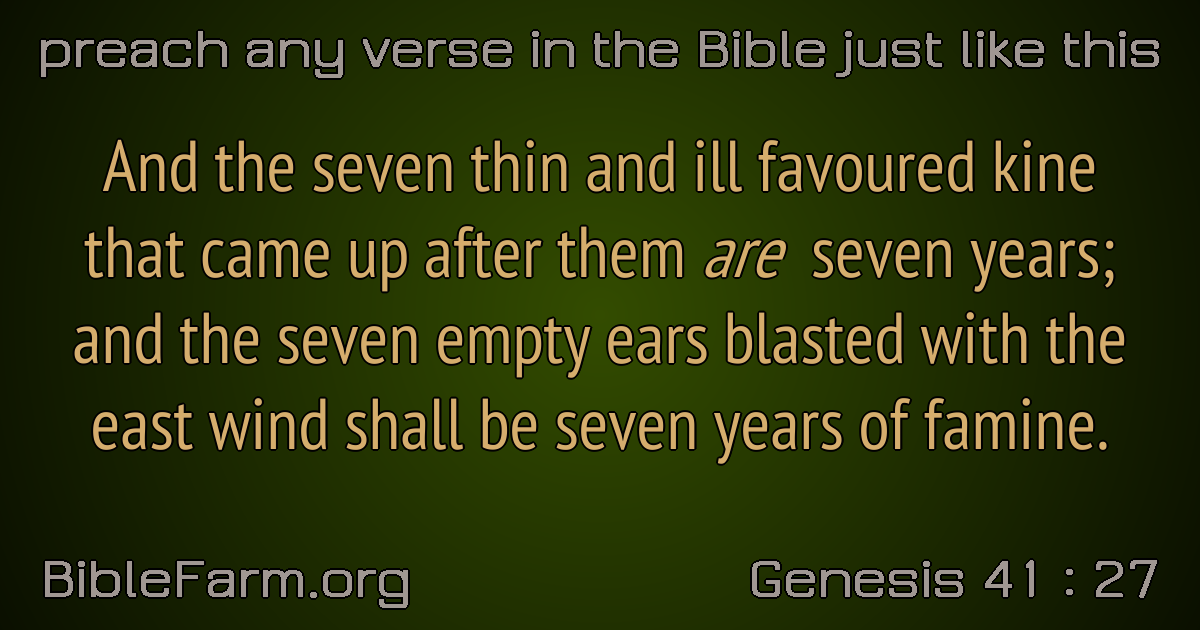 preach any verse in the Bible just like this
And the seven thin and ill favoured kine
that came up after them are seven years;
and the seven empty ears blasted with the
east wind shall be seven years of famine.
BibleFarm.org
Genesis 41 : 27